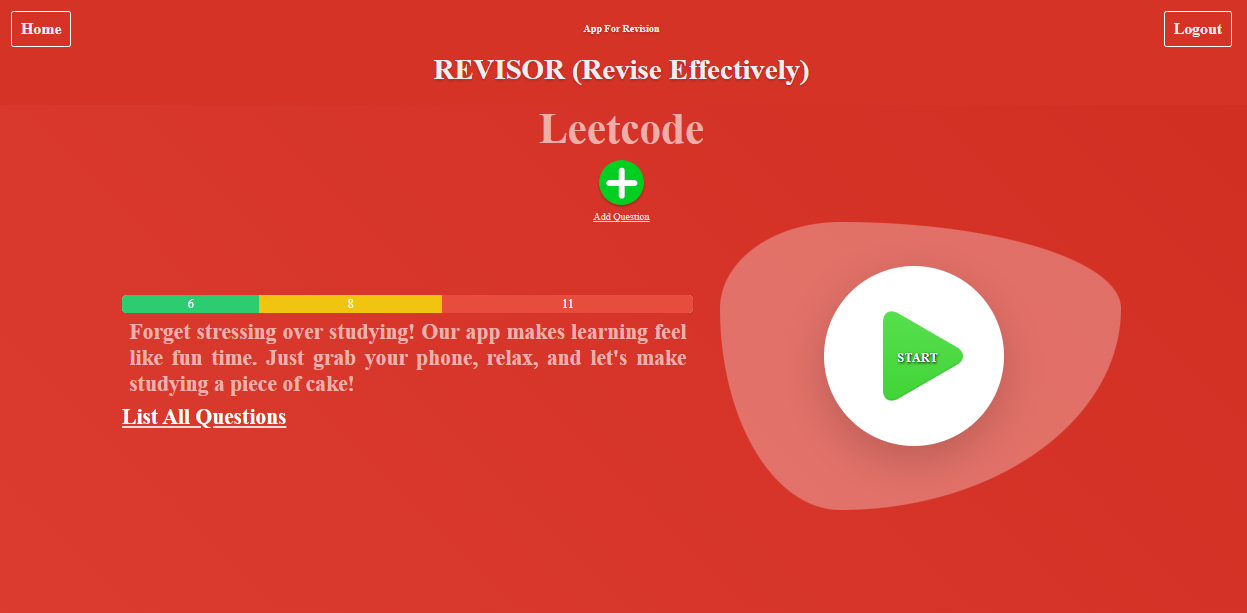 Home
App For Revision
Logout
REVISOR (Revise Effectively)
Leetcode
Add Question
6 8 11
Forget stressing over studying! Our app makes learning feel
like fun time. Just grab your phone, relax, and let's make
studying a piece of cake!
List All Questions
START